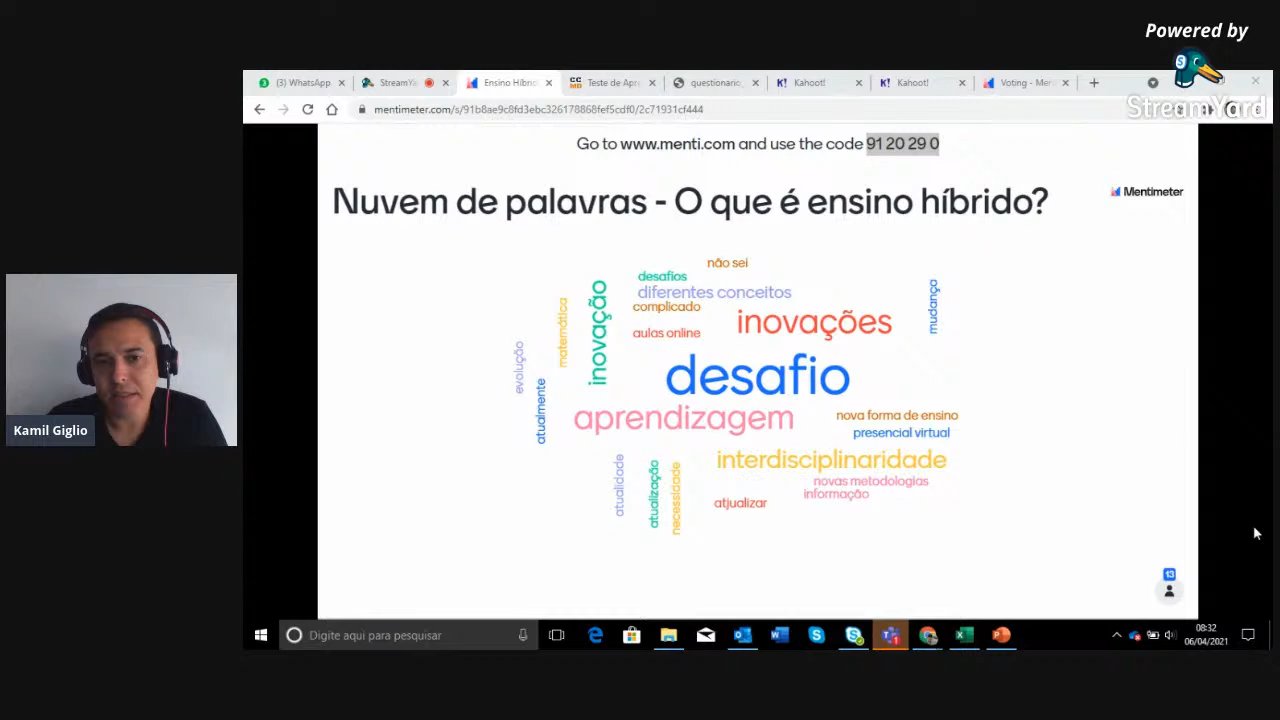 Powered by
StreamYard
(3) WhatsApp
StreamYa
Ensino Híbrido
Teste de Apre
questionario
Kahoot!
Kahoot!
Voting - Men
mentimeter.com/s/91b8ae9c8fd3ebc326178868fef5cdf0/2c71931cf444
Go to www.menti.com and use the code 91 20 29 0
Nuvem de palavras - O que é ensino híbrido?
Mentimeter
não sei
desafios
diferentes conceitos
complicado
aulas online
inovações
mudança
inovação
matemática
evolução
atualmente
desafio
aprendizagem
nova forma de ensino
presencial virtual
interdisciplinaridade
novas metodologias
informação
atjualizar
atualidade
atualização
necessidade
13
Kamil Giglio
Digite aqui para pesquisar
08:32
06/04/2021